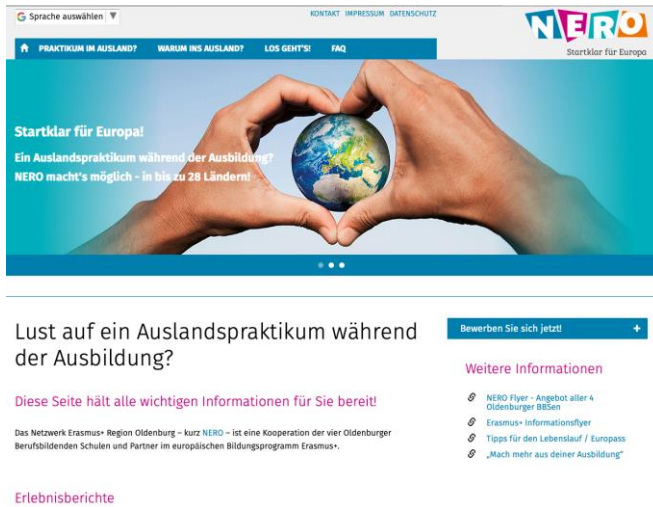 Sprache auswählen ▼
KONTAKT IMPRESSUM DATENSCHUTZ
NERO
Startklar für Europa
PRAKTIKUM IM AUSLAND? WARUM INS AUSLAND? LOS GEHT'S! FAQ
Startklar für Europa!
Ein Auslandspraktikum während der Ausbildung?
NERO macht's möglich - in bis zu 28 Ländern!
Lust auf ein Auslandspraktikum während
der Ausbildung?
Diese Seite hält alle wichtigen Informationen für Sie bereit!
Das Netzwerk Erasmus+ Region Oldenburg – kurz NERO – ist eine Kooperation der vier Oldenburger
Berufsbildenden Schulen und Partner im europäischen Bildungsprogramm Erasmus+.
Erlebnisberichte
Bewerben Sie sich jetzt! +
Weitere Informationen
NERO Flyer - Angebot aller 4
Oldenburger BBSen
Erasmus+ Informationsflyer
Tipps für den Lebenslauf / Europass
„Mach mehr aus deiner Ausbildung"